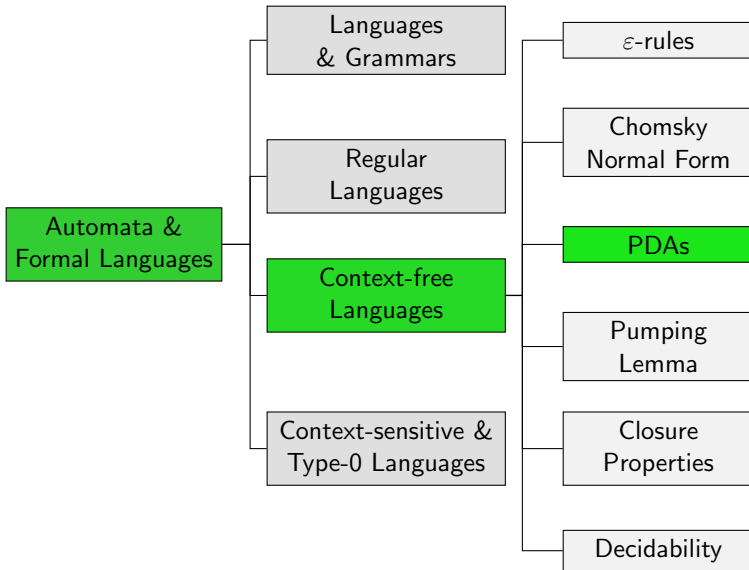 Automata &
Formal Languages
Languages
& Grammars
Regular
Languages
Context-free
Languages
Context-sensitive &
Type-0 Languages
ε-rules
Chomsky
Normal Form
PDAs
Pumping
Lemma
Closure
Properties
Decidability